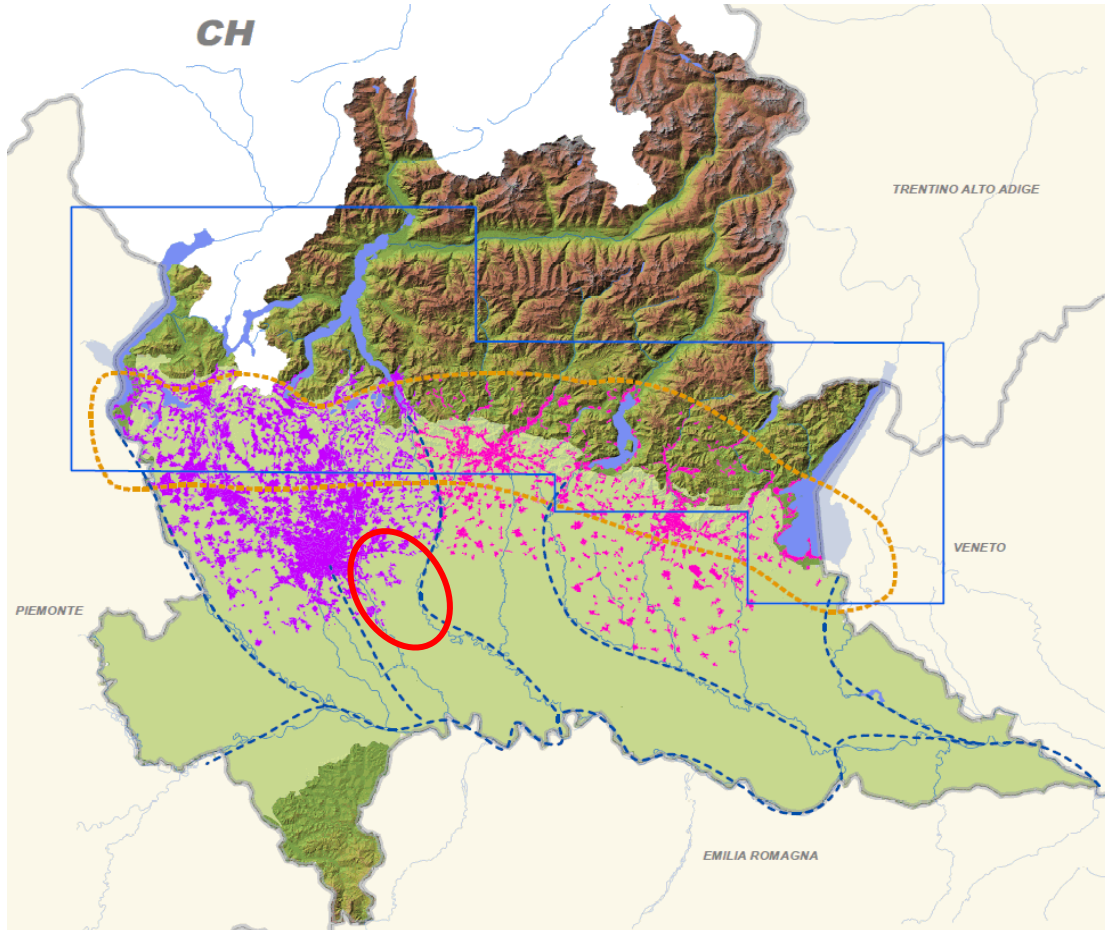 CH
TRENTINO ALTO ADIGE
VENETO
PIEMONTE
EMILIA ROMAGNA